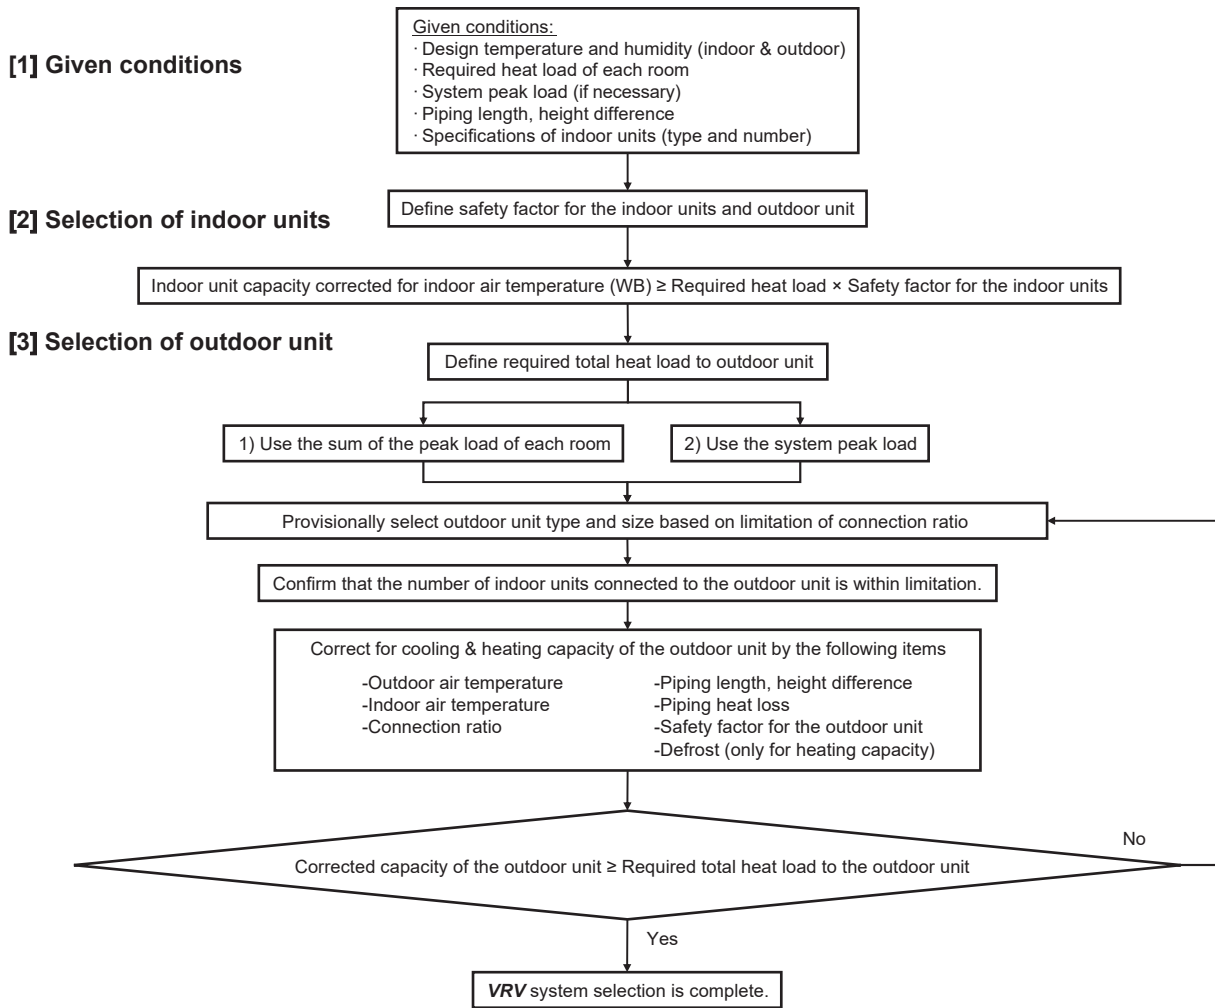 [1] Given conditions
Given conditions:
· Design temperature and humidity (indoor & outdoor)
· Required heat load of each room
· System peak load (if necessary)
· Piping length, height difference
· Specifications of indoor units (type and number)
[2] Selection of indoor units
Define safety factor for the indoor units and outdoor unit
Indoor unit capacity corrected for indoor air temperature (WB) ≥ Required heat load × Safety factor for the indoor units
[3] Selection of outdoor unit
Define required total heat load to outdoor unit
1) Use the sum of the peak load of each room
2) Use the system peak load
Provisionally select outdoor unit type and size based on limitation of connection ratio
Confirm that the number of indoor units connected to the outdoor unit is within limitation.
Correct for cooling & heating capacity of the outdoor unit by the following items
-Outdoor air temperature
-Indoor air temperature
-Connection ratio
-Piping length, height difference
-Piping heat loss
-Safety factor for the outdoor unit
-Defrost (only for heating capacity)
Corrected capacity of the outdoor unit ≥ Required total heat load to the outdoor unit
No
Yes
VRV system selection is complete.